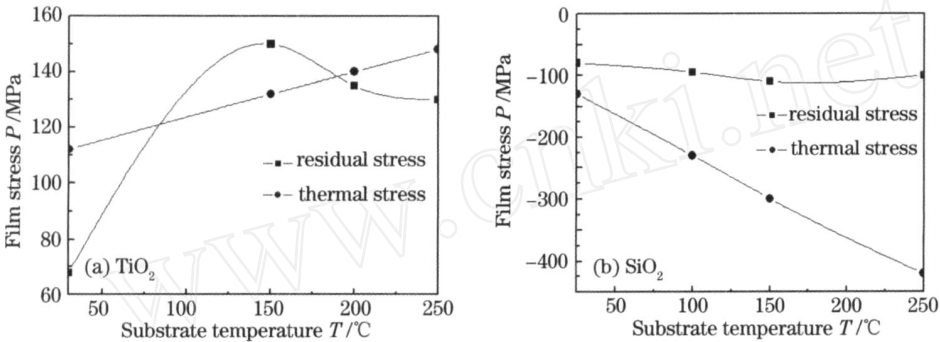 160
140
120
100
80
60
Film stress P /MPa
residual stress
thermal stress
(a) TiO₂
50 100 150 200 250
Substrate temperature T /℃
0
-100
-200
-300
-400
Film stress P /MPa
residual stress
thermal stress
(b) SiO₂
50 100 150 200 250
Substrate temperature T /℃
www.cnki.net